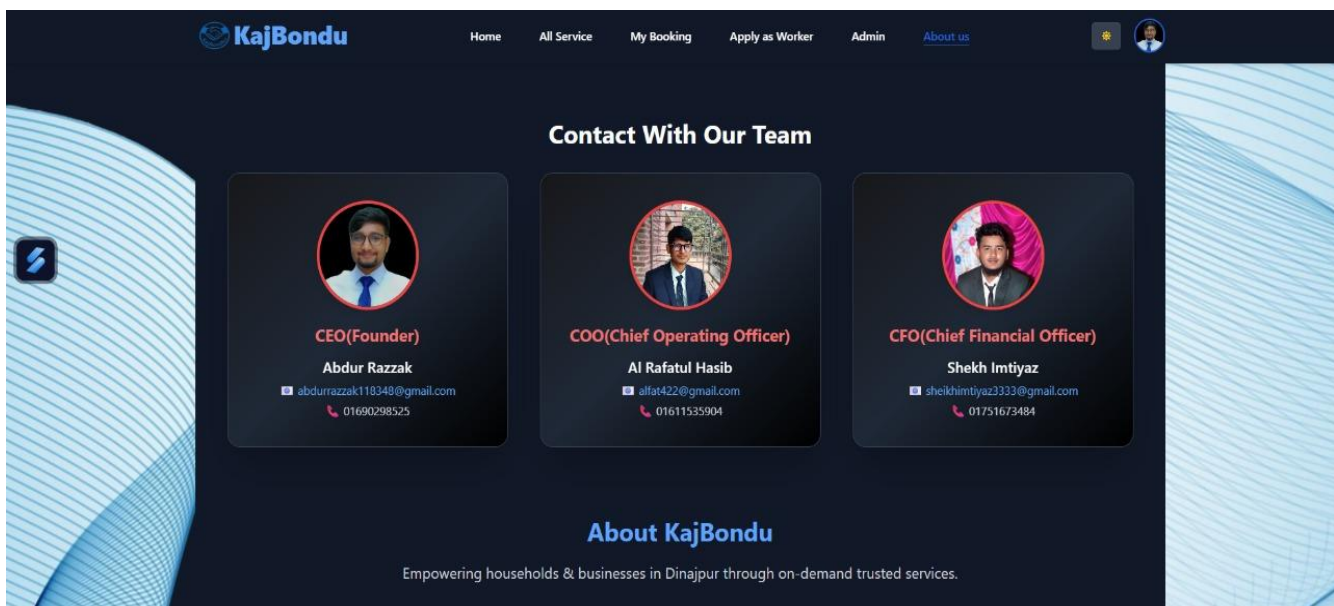 KajBondu
Home All Service My Booking Apply as Worker Admin About us
Contact With Our Team
CEO(Founder)
Abdur Razzak
abdurrazzak118348@gmail.com
01690298525
COO(Chief Operating Officer)
Al Rafatul Hasib
alfat422@gmail.com
01611535904
CFO(Chief Financial Officer)
Shekh Imtiyaz
sheikhimtiyaz3333@gmail.com
01751673484
About KajBondu
Empowering households & businesses in Dinajpur through on-demand trusted services.